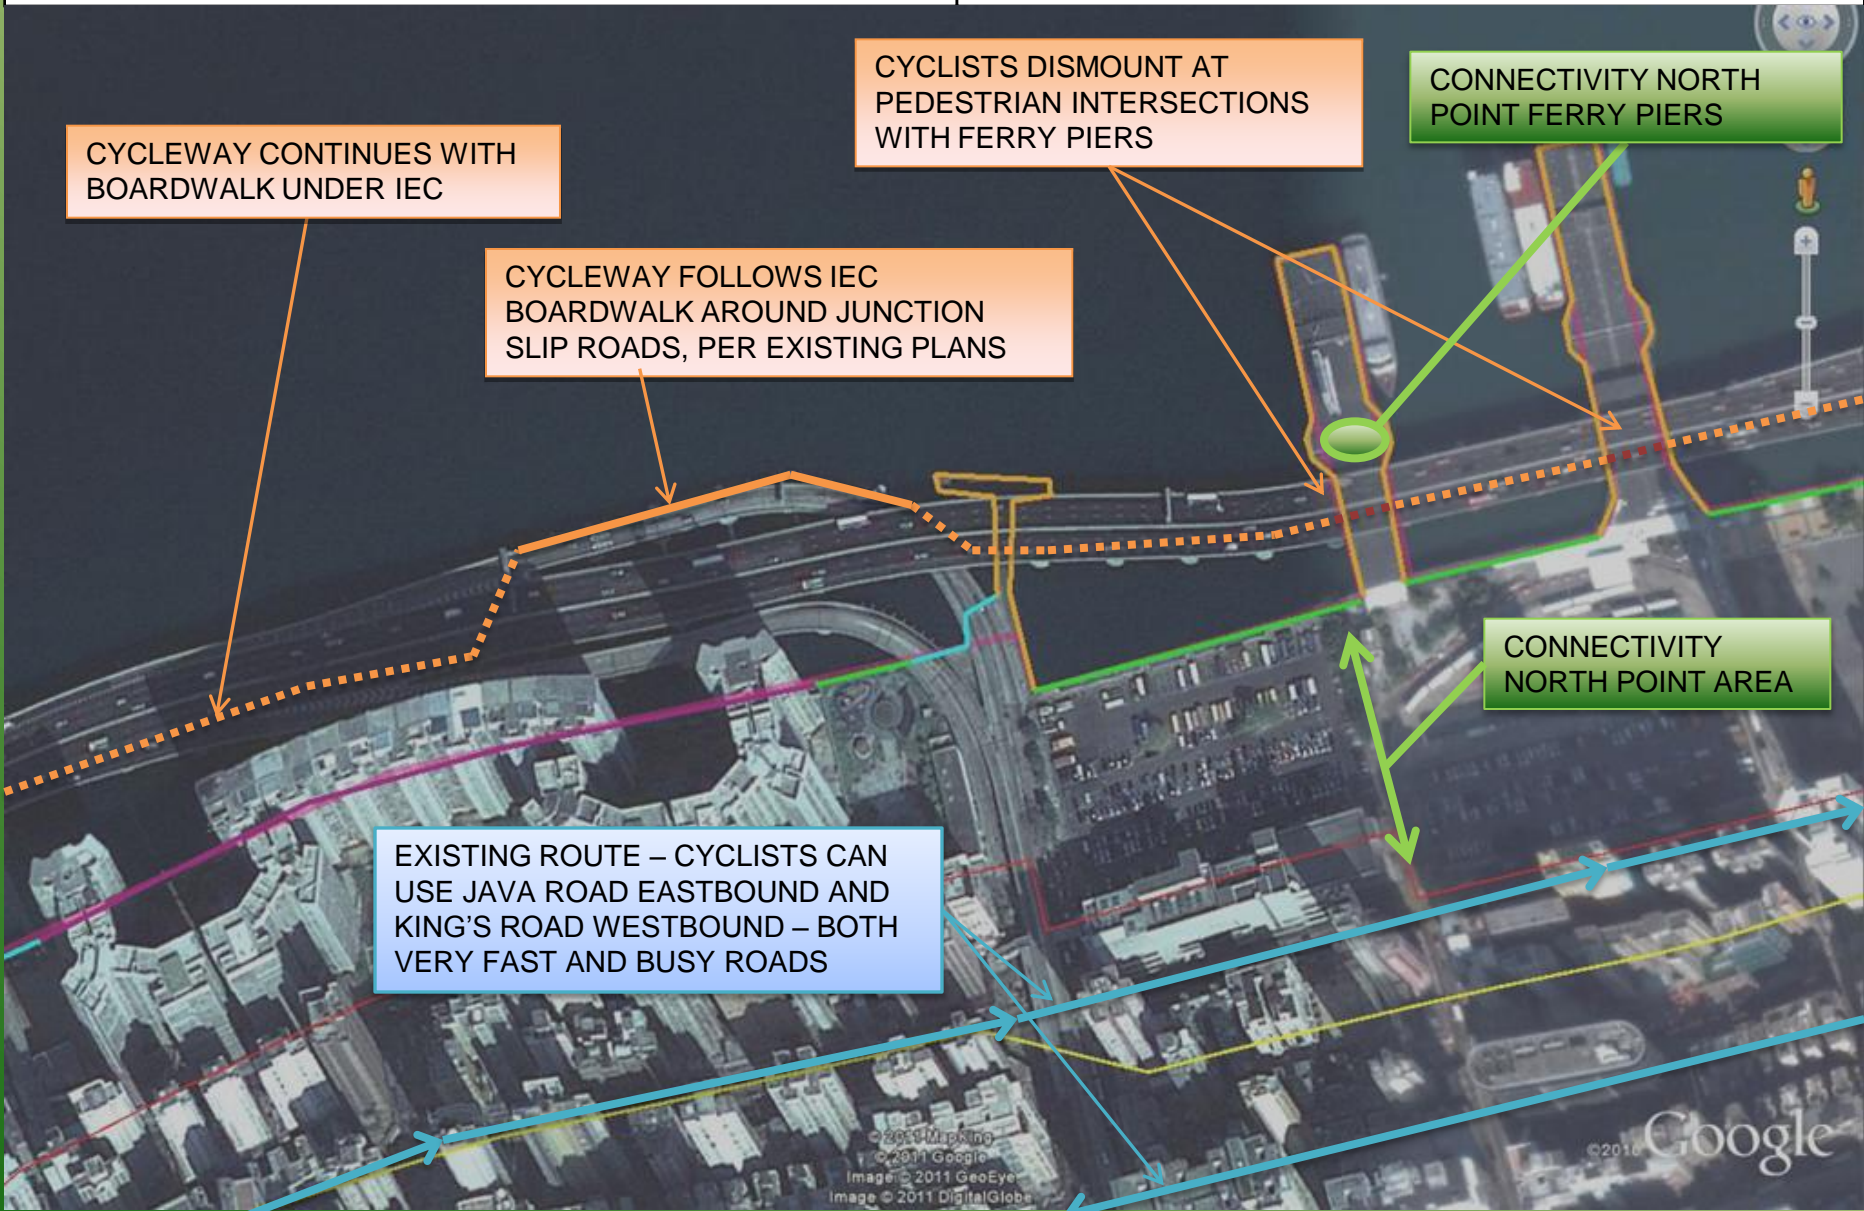 CYCLISTS DISMOUNT AT
PEDESTRIAN INTERSECTIONS
WITH FERRY PIERS
CONNECTIVITY NORTH
POINT FERRY PIERS
CYCLEWAY CONTINUES WITH
BOARDWALK UNDER IEC
CYCLEWAY FOLLOWS IEC
BOARDWALK AROUND JUNCTION
SLIP ROADS, PER EXISTING PLANS
CONNECTIVITY
NORTH POINT AREA
EXISTING ROUTE – CYCLISTS CAN
USE JAVA ROAD EASTBOUND AND
KING'S ROAD WESTBOUND – BOTH
VERY FAST AND BUSY ROADS
© 2011 MapKing
© 2011 Google
Image © 2011 GeoEye
Image © 2011 DigitalGlobe
Google